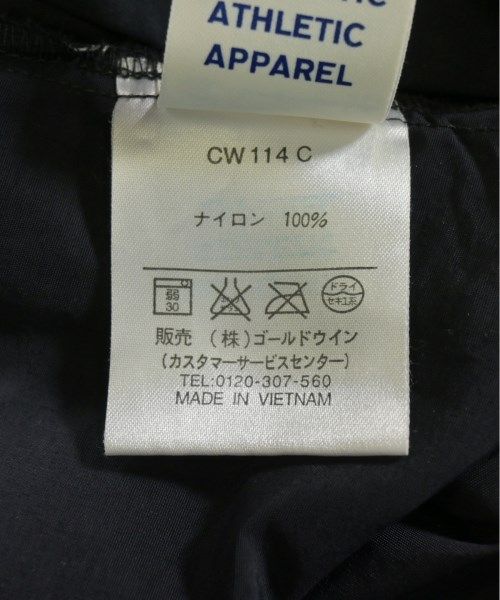 ATHLETIC
APPAREL
CW114 C
ナイロン 100%
弱
30
ドライ
セキユ系
販売 (株)ゴールドウイン
(カスタマーサービスセンター)
TEL:0120-307-560
MADE IN VIETNAM